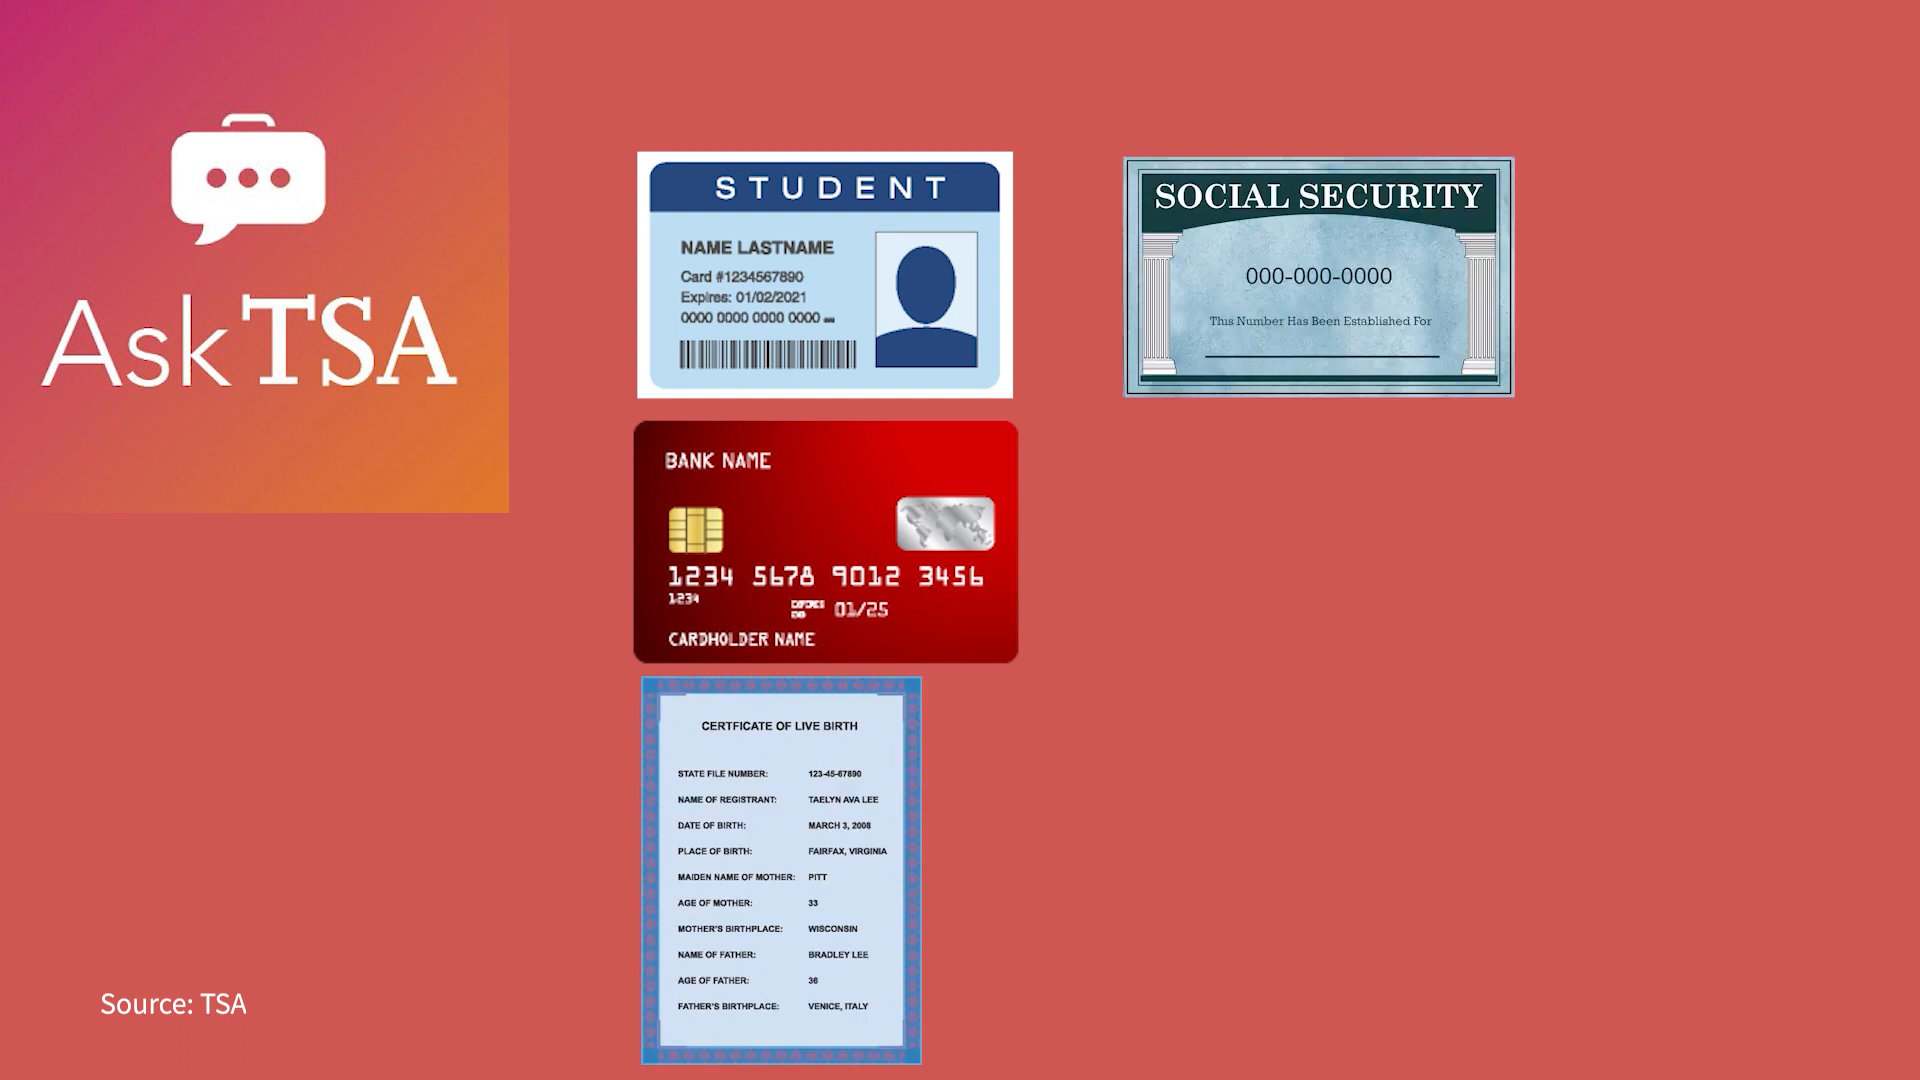 AskTSA
STUDENT
NAME LASTNAME
Card #1234567890
Expires: 01/02/2021
0000 0000 0000 0000
SOCIAL SECURITY
000-000-0000
This Number Has Been Established For
BANK NAME
1234 5678 9012 3456
1234
01/25
CARDHOLDER NAME
CERTFICATE OF LIVE BIRTH
STATE FILE NUMBER: 123-45-67890
NAME OF REGISTRANT: TAELYN AVA LEE
DATE OF BIRTH: MARCH 3, 2008
PLACE OF BIRTH: FAIRFAX, VIRGINIA
MAIDEN NAME OF MOTHER: PITT
AGE OF MOTHER: 33
MOTHER'S BIRTHPLACE: WISCONSIN
NAME OF FATHER: BRADLEY LEE
AGE OF FATHER: 36
FATHER'S BIRTHPLACE: VENICE, ITALY
Source: TSA